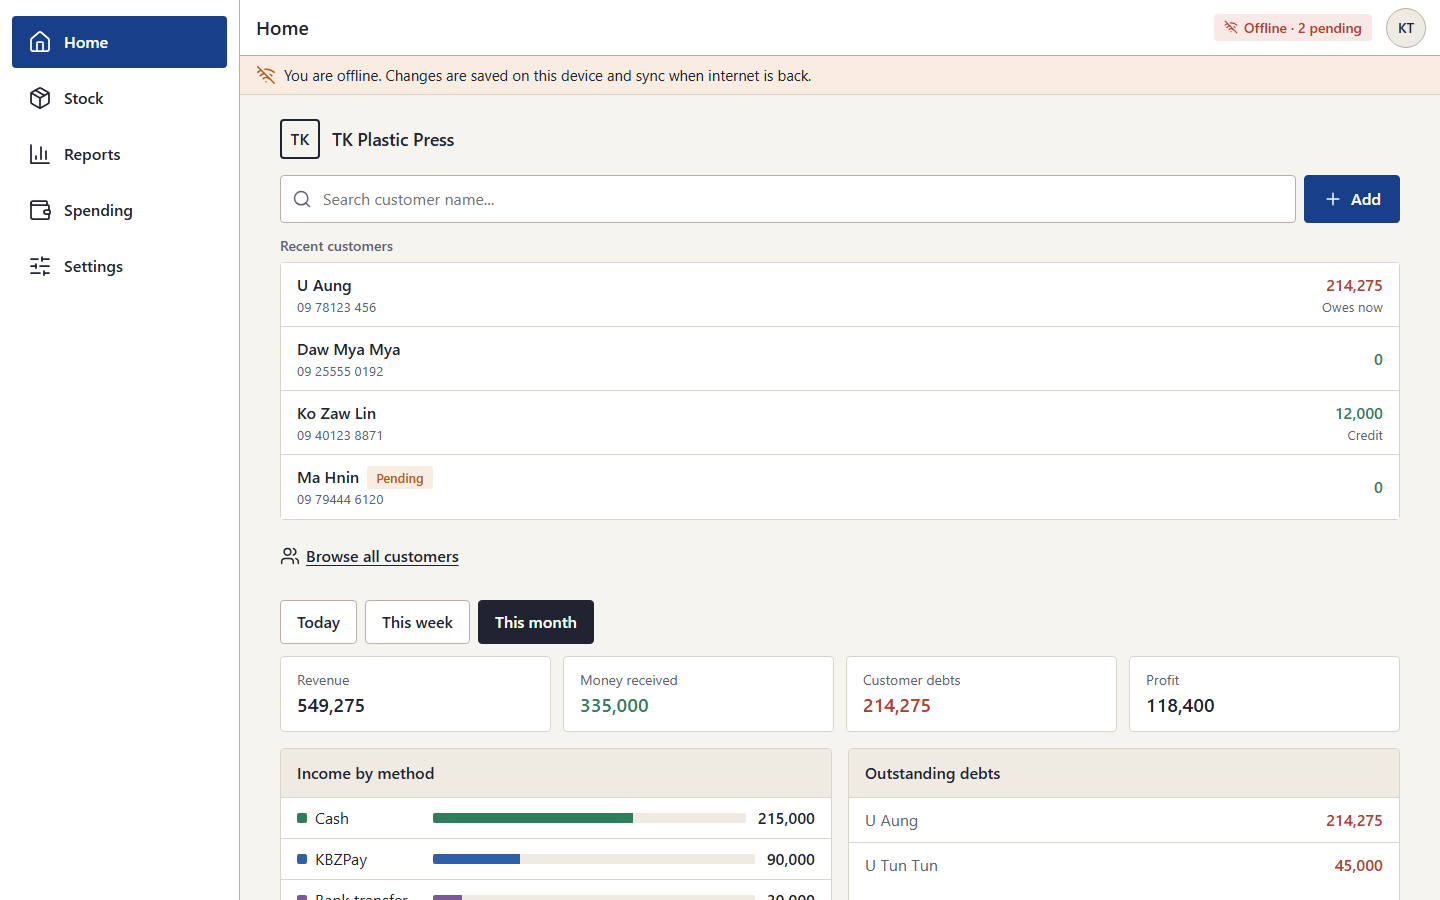 Home
Stock
Reports
Spending
Settings
Home
Offline · 2 pending
KT
You are offline. Changes are saved on this device and sync when internet is back.
TK
TK Plastic Press
Search customer name...
Add
Recent customers
U Aung
214,275
09 78123 456
Owes now
Daw Mya Mya
09 25555 0192
0
Ko Zaw Lin
12,000
09 40123 8871
Credit
Ma Hnin
Pending
09 79444 6120
0
Browse all customers
Today
This week
This month
Revenue
549,275
Money received
335,000
Customer debts
214,275
Profit
118,400
Income by method
Cash
215,000
KBZPay
90,000
Bank transfer
30,000
Outstanding debts
U Aung
214,275
U Tun Tun
45,000